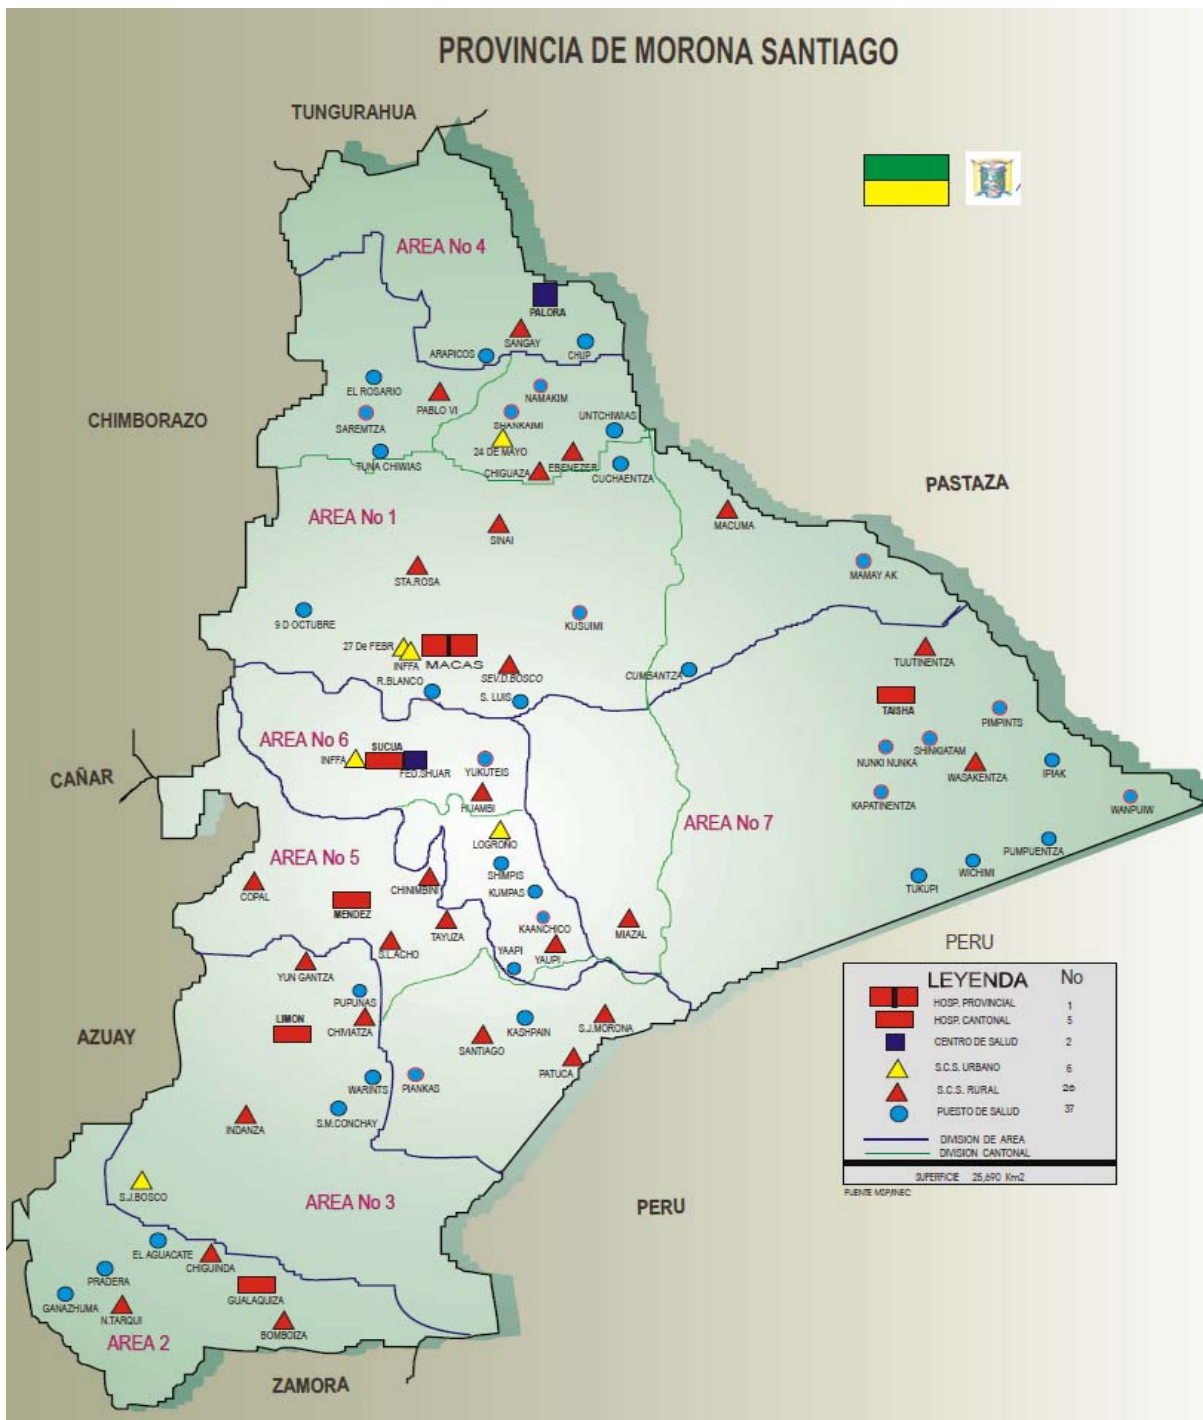 PROVINCIA DE MORONA SANTIAGO
TUNGURAHUA
AREA No 4
PALORA
SANGAY
ARAPICOS
CHUP
EL ROSARIO
NAMAKIM
PABLO VI
CHIMBORAZO
SAREMTZA
SHANKAIMI
UNTCHIWIAS
24 DE MAYO
TUNA CHIWIAS
EBENEZER
CHIGUAZA
CUCHAENTZA
PASTAZA
AREA No 1
MACUMA
SINAI
MAMAY AK
STA.ROSA
9 D OCTUBRE
KUSUIMI
27 De FEBR
INFFA
MACAS
TUUTINENTZA
R.BLANCO
SEV.D.BOSCO
CUMBANTZA
S. LUIS
TAISHA
PIMPINTS
AREA No 6
SUCUA
INFFA
FED.SHUAR
YUKUTEIS
SHINKIATAM
NUNKI NUNKA
WASAKENTZA
IPIAK
CAÑAR
HUAMBI
KAPATINENTZA
WANPUIW
AREA No 7
LOGROÑO
PUMPUENTZA
AREA No 5
SHIMPIS
WICHIMI
COPAL
CHINIMBINI
KUMPAS
TUKUPI
MENDEZ
TAYUZA
KAANCHICO
MIAZAL
S.L.ACHO
YAAPI
YAUPI
PERU
YUN GANTZA
PUPUNAS
LIMON
CHIVIATZA
KASHPAIN
S.J.MORONA
AZUAY
SANTIAGO
PATUCA
WARINTS
PIANKAS
INDANZA
S.M.CONCHAY
S.J.BOSCO
AREA No 3
PERU
EL AGUACATE
CHIGUINDA
PRADERA
GANAZHUMA
N.TARQUI
GUALAQUIZA
BOMBOIZA
AREA 2
ZAMORA
LEYENDA No
HOSP. PROVINCIAL 1
HOSP. CANTONAL 5
CENTRO DE SALUD 2
S.C.S. URBANO 6
S.C.S. RURAL 26
PUESTO DE SALUD 37
DIVISION DE AREA
DIVISION CANTONAL
SUPERFICIE 25,690 Km2
FUENTE MSP/INEC